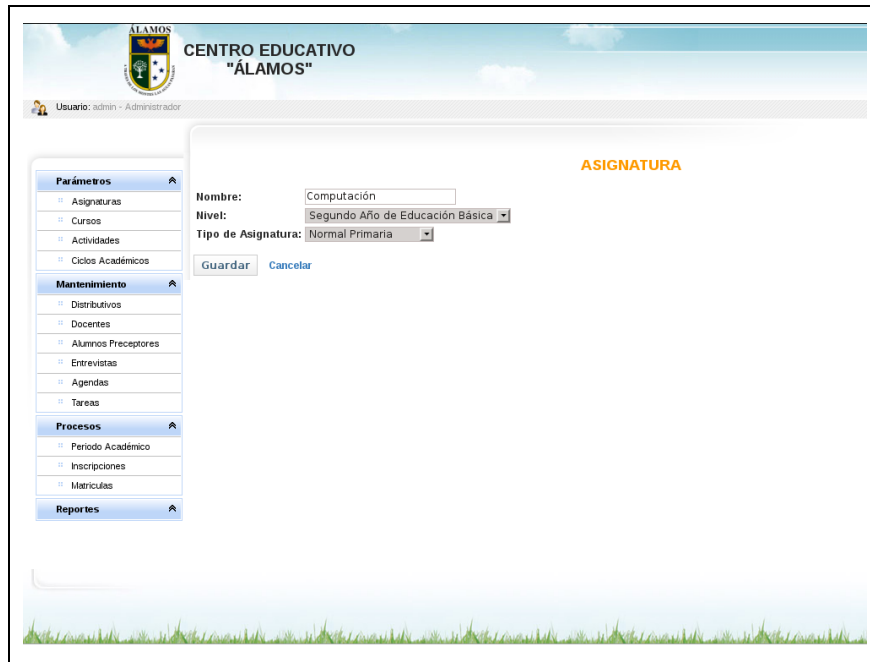 ÁLAMOS
CENTRO EDUCATIVO
"ÁLAMOS"
Usuario: admin - Administrador
ASIGNATURA
Parámetros
Asignaturas
Cursos
Actividades
Ciclos Académicos
Mantenimiento
Distributivos
Docentes
Alumnos Preceptores
Entrevistas
Agendas
Tareas
Procesos
Periodo Académico
Inscripciones
Matriculas
Reportes
Nombre: Computación
Nivel: Segundo Año de Educación Básica
Tipo de Asignatura: Normal Primaria
Guardar Cancelar